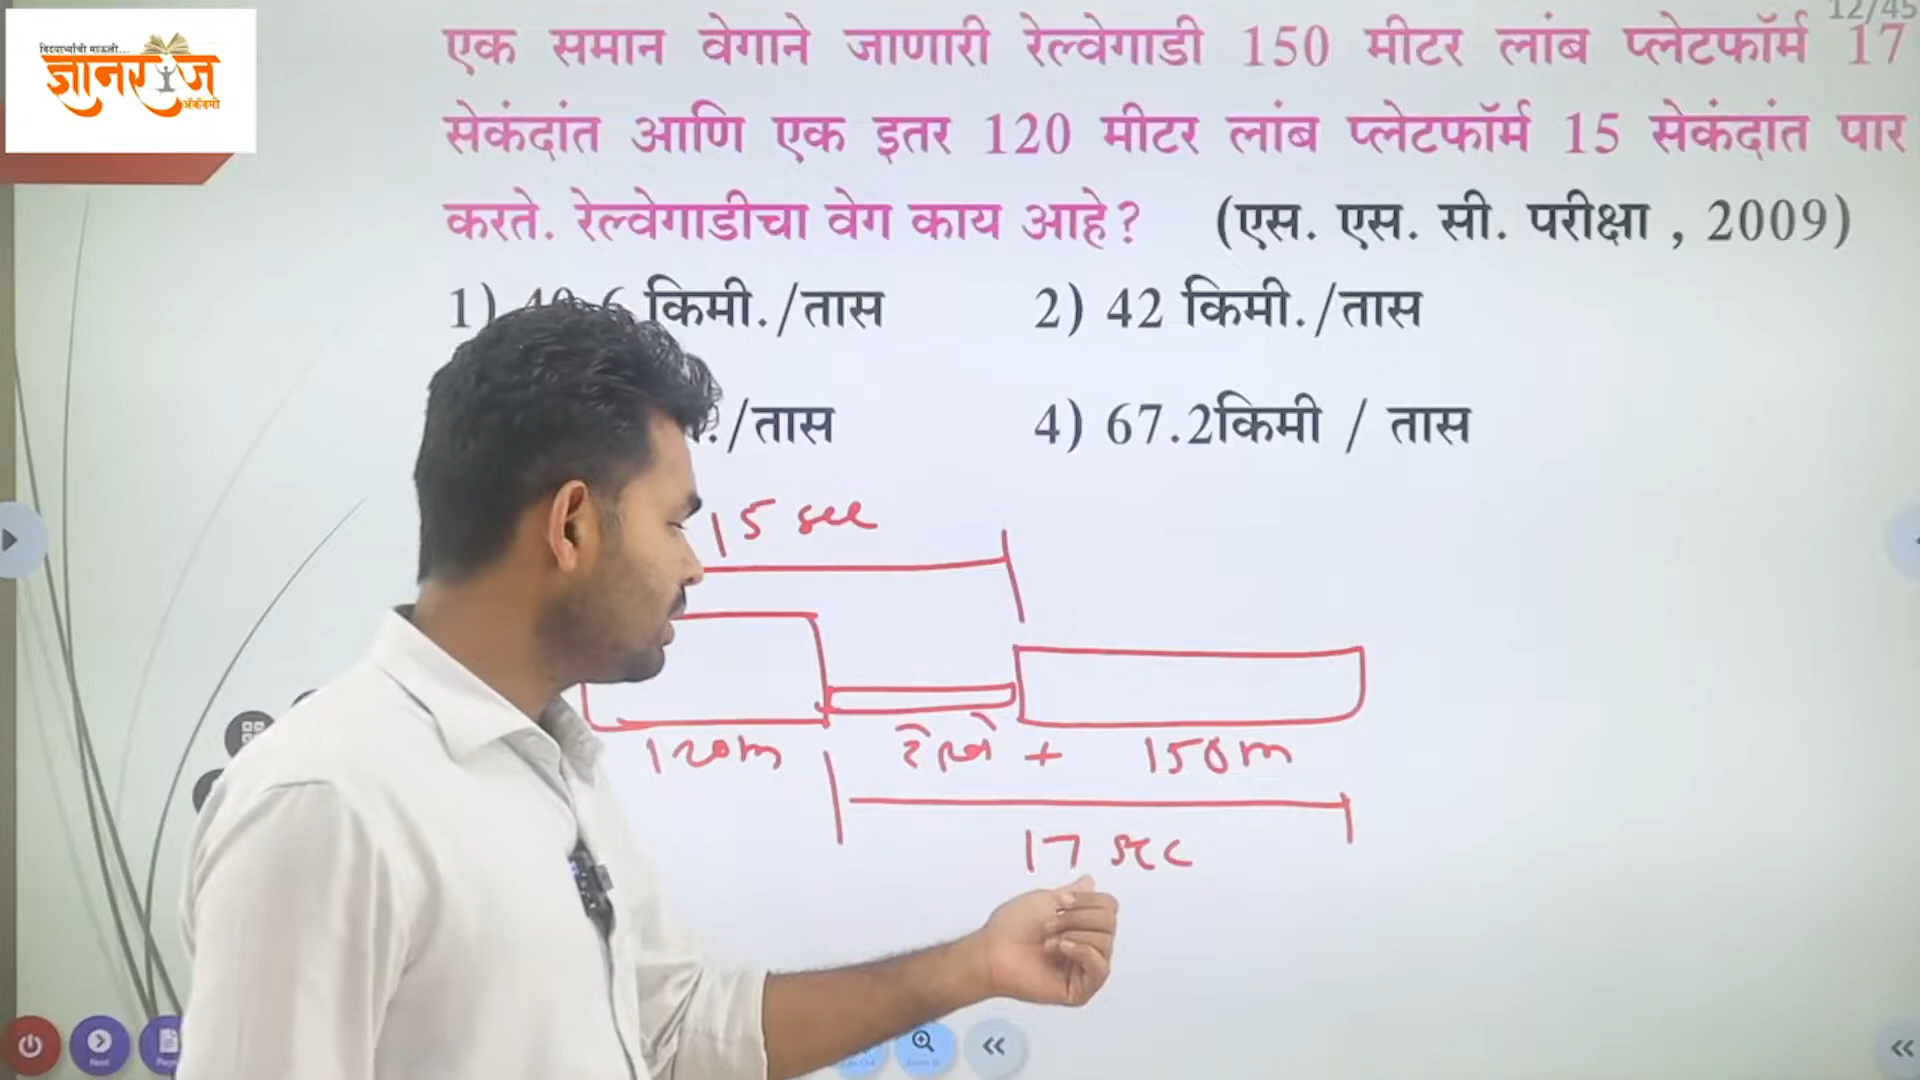 विद्यार्थ्यांची माऊली...
ज्ञानराज
अ‍ॅकॅडमी
12/45
एक समान वेगाने जाणारी रेल्वेगाडी 150 मीटर लांब प्लेटफॉर्म 17
सेकंदांत आणि एक इतर 120 मीटर लांब प्लेटफॉर्म 15 सेकंदांत पार
करते. रेल्वेगाडीचा वेग काय आहे? (एस. एस. सी. परीक्षा , 2009)
1) किमी./तास 2) 42 किमी./तास
./तास 4) 67.2किमी / तास
15 sec
120m रेल्वे + 150m
17 sec
Next